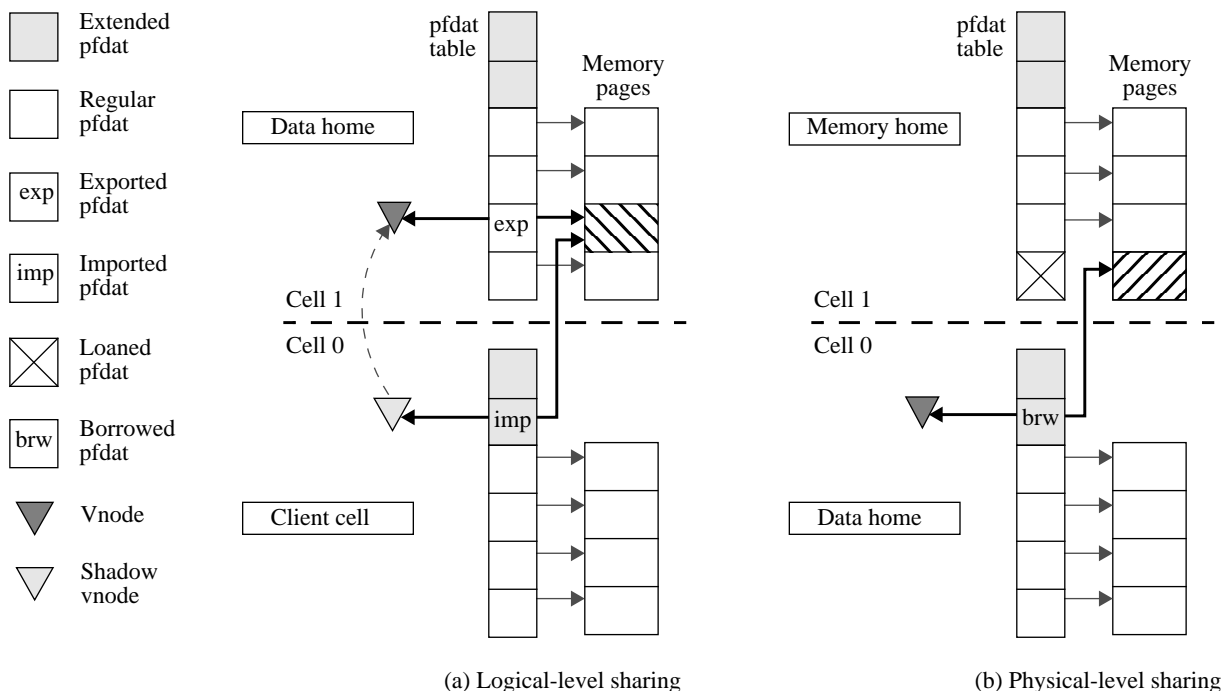 Extended
pfdat
Regular
pfdat
exp
Exported
pfdat
imp
Imported
pfdat
Loaned
pfdat
brw
Borrowed
pfdat
Vnode
Shadow
vnode
pfdat
table
Memory
pages
Data home
exp
Cell 1
Cell 0
imp
Client cell
(a) Logical-level sharing
pfdat
table
Memory
pages
Memory home
Cell 1
Cell 0
brw
Data home
(b) Physical-level sharing